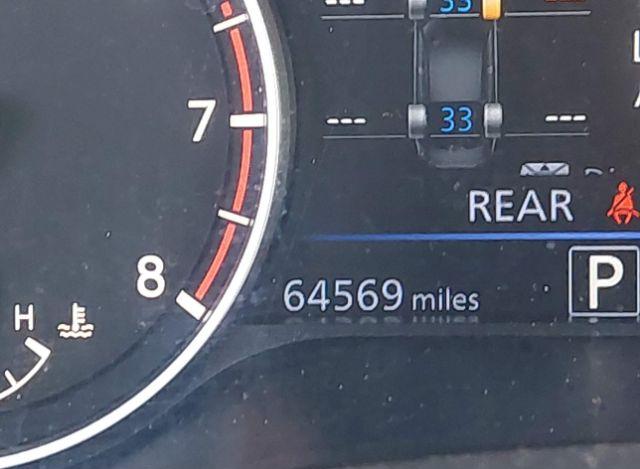 33
7
--- 33 ---
REAR
8
64569 miles
P
H